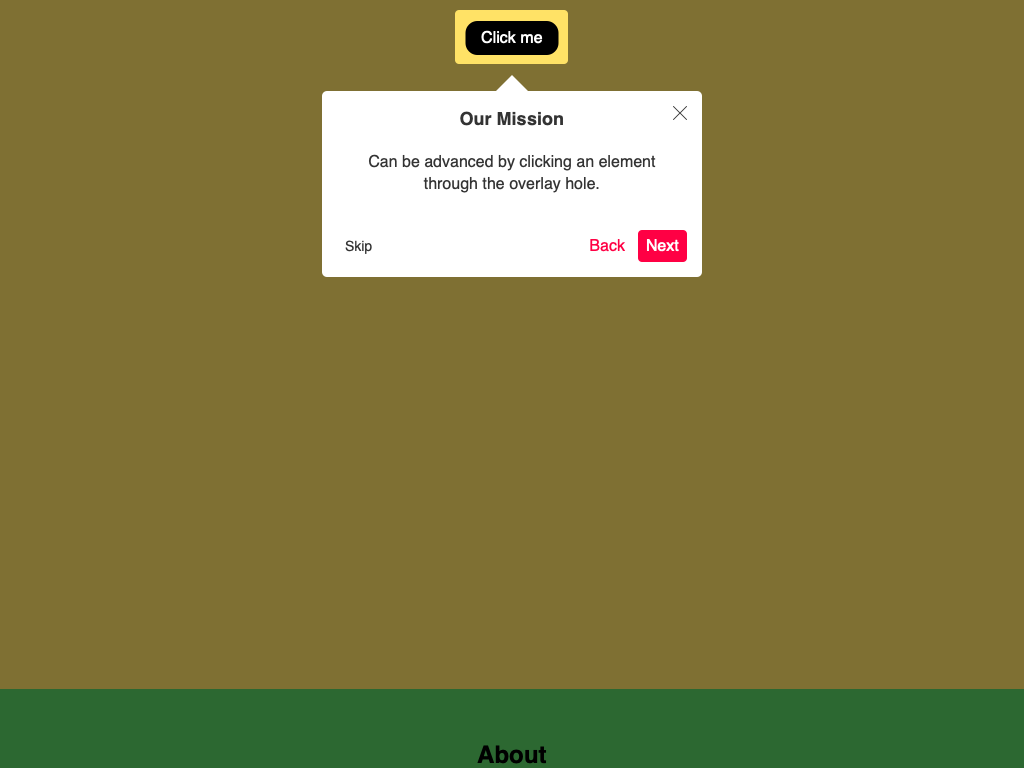 Click me
Our Mission
Can be advanced by clicking an element
through the overlay hole.
Skip
Back
Next
About